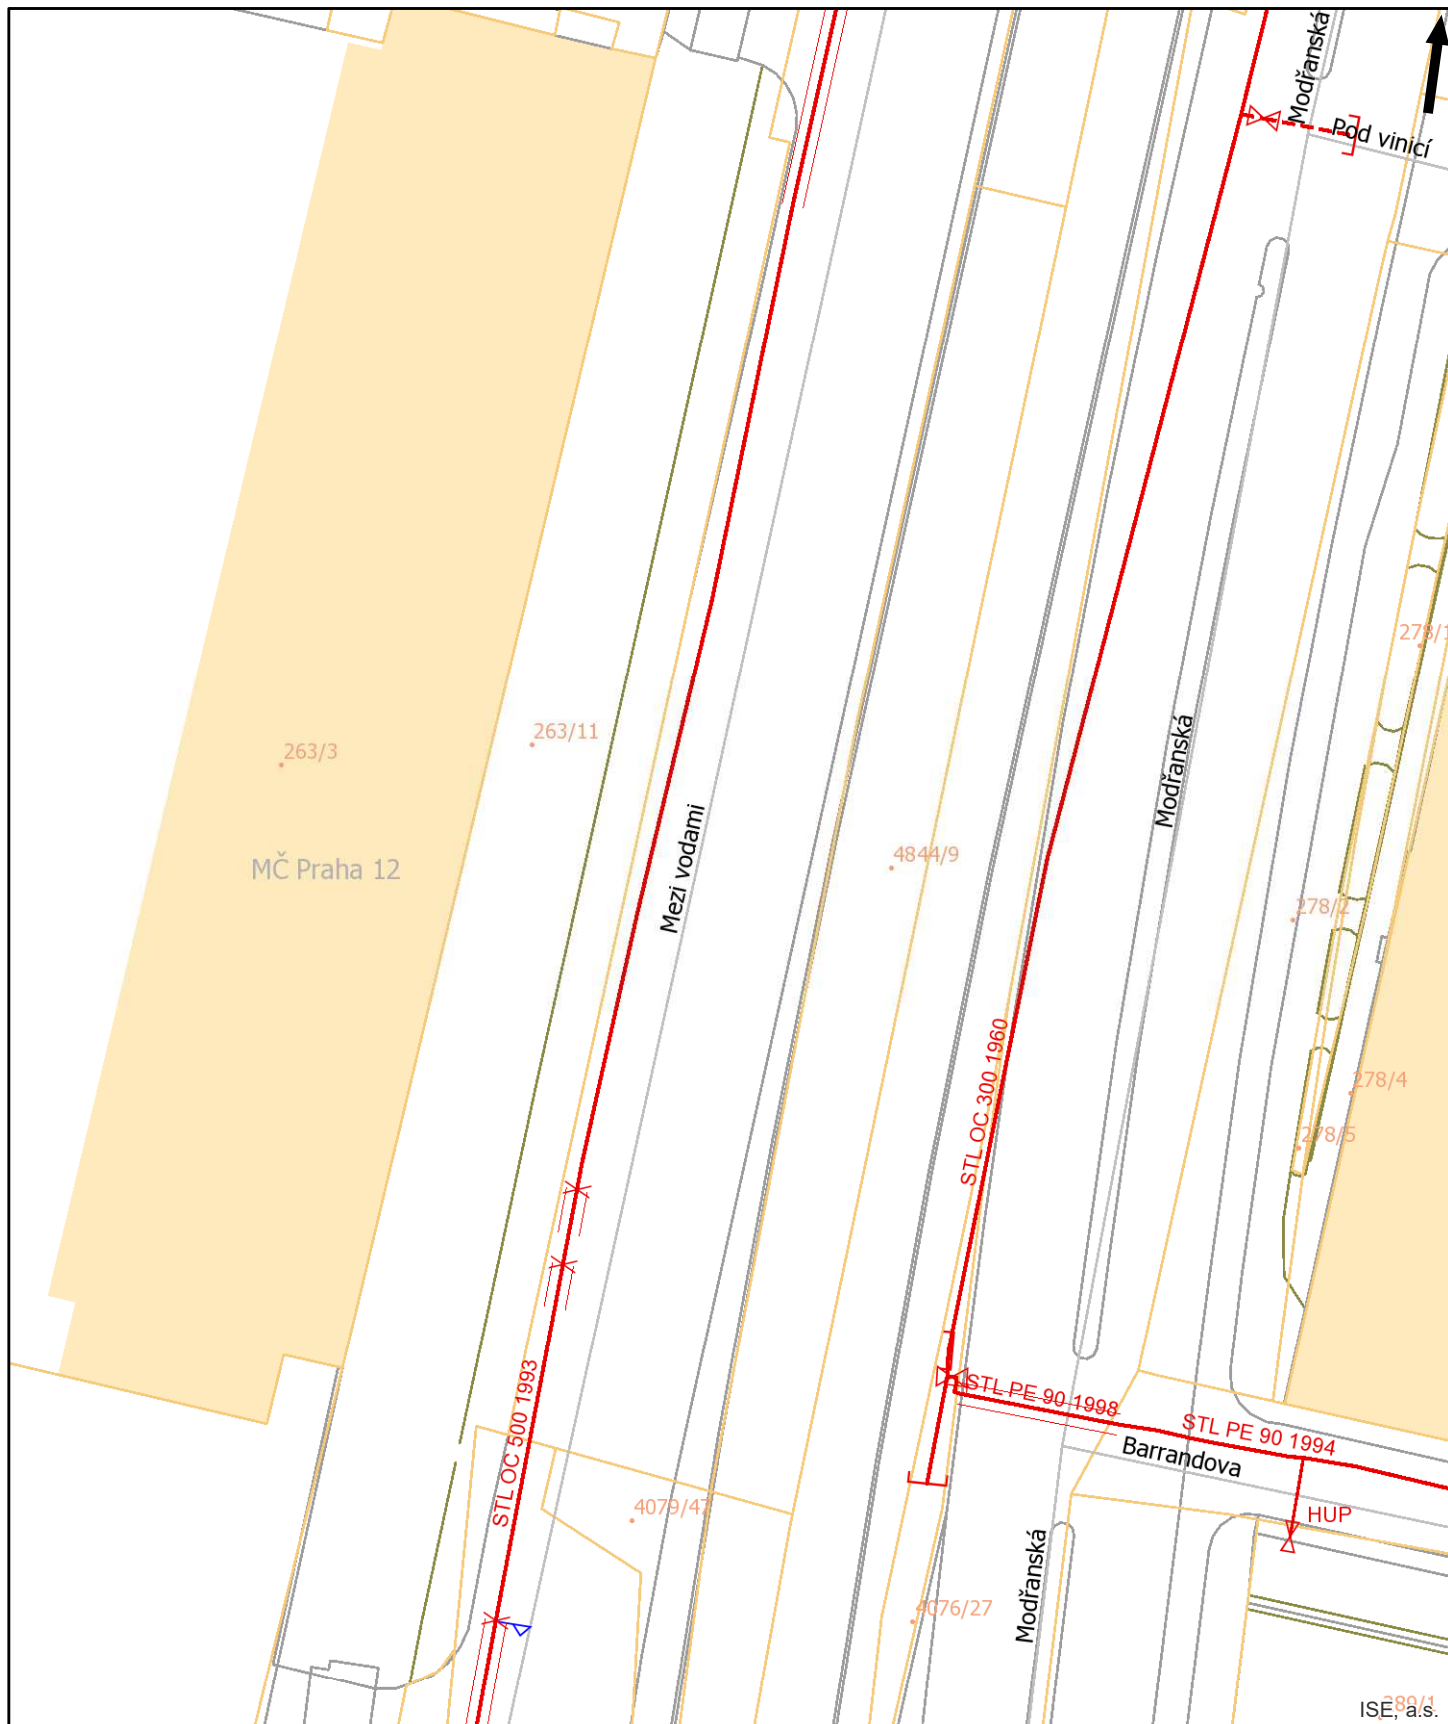 Modřanská
Pod vinicí
263/3
263/11
MČ Praha 12
Mezi vodami
4844/9
Modřanská
278/2
278/4
278/5
STL OC 300 1960
STL OC 500 1993
STL PE 90 1998
STL PE 90 1994
Barrandova
HUP
4079/47
4076/27
Modřanská
289/1
ISE, a.s.